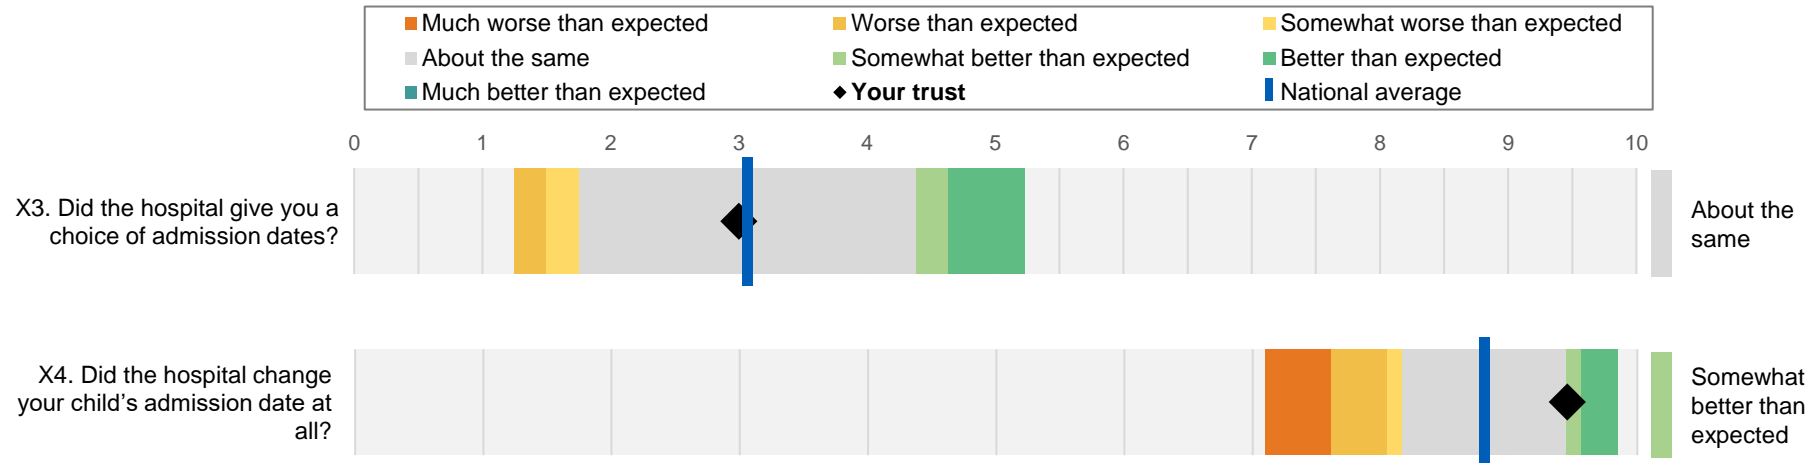 Much worse than expected
Worse than expected
Somewhat worse than expected
About the same
Somewhat better than expected
Better than expected
Much better than expected
Your trust
National average
0 1 2 3 4 5 6 7 8 9 10
X3. Did the hospital give you a
choice of admission dates?
About the
same
X4. Did the hospital change
your child’s admission date at
all?
Somewhat
better than
expected